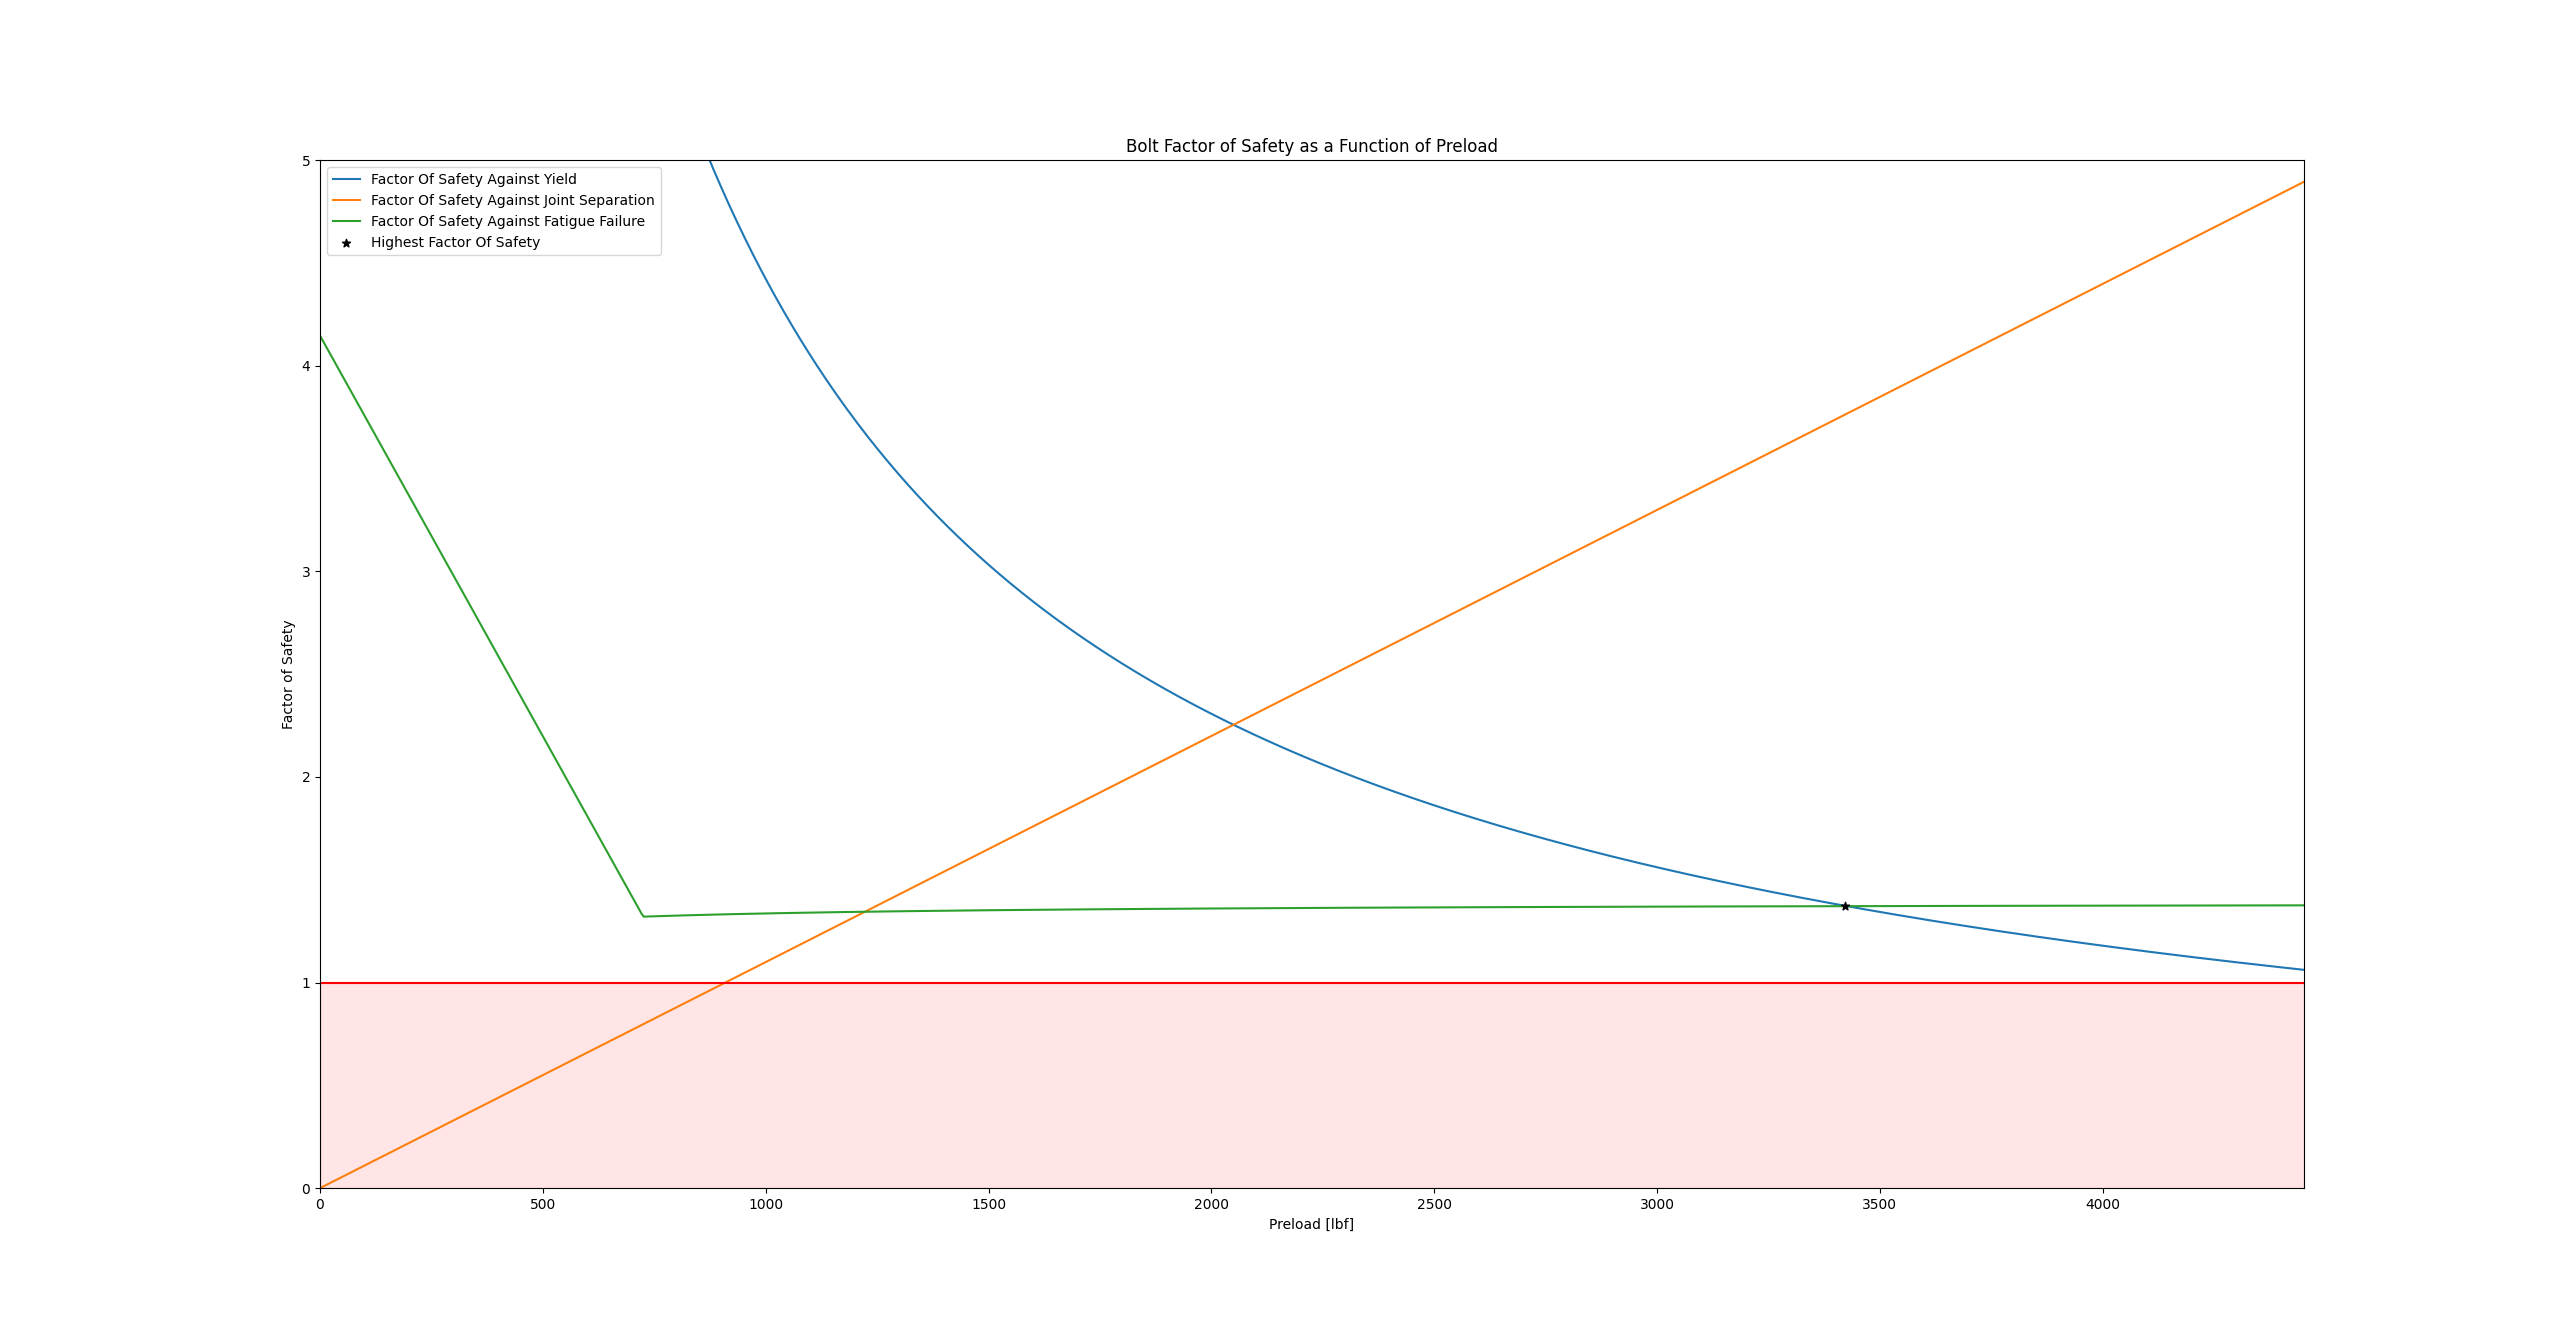 Bolt Factor of Safety as a Function of Preload
Factor Of Safety Against Yield
Factor Of Safety Against Joint Separation
Factor Of Safety Against Fatigue Failure
Highest Factor Of Safety
Factor of Safety
5
4
3
2
1
0
0 500 1000 1500 2000 2500 3000 3500 4000
Preload [lbf]